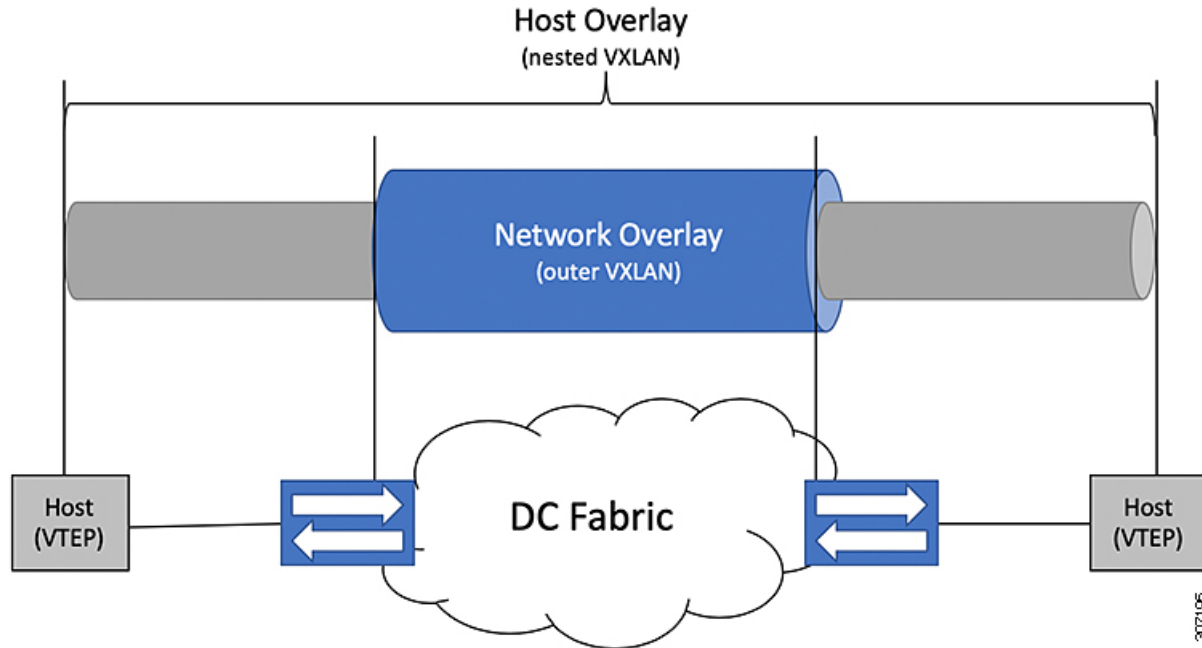 Host Overlay
(nested VXLAN)
Network Overlay
(outer VXLAN)
DC Fabric
Host
(VTEP)
Host
(VTEP)